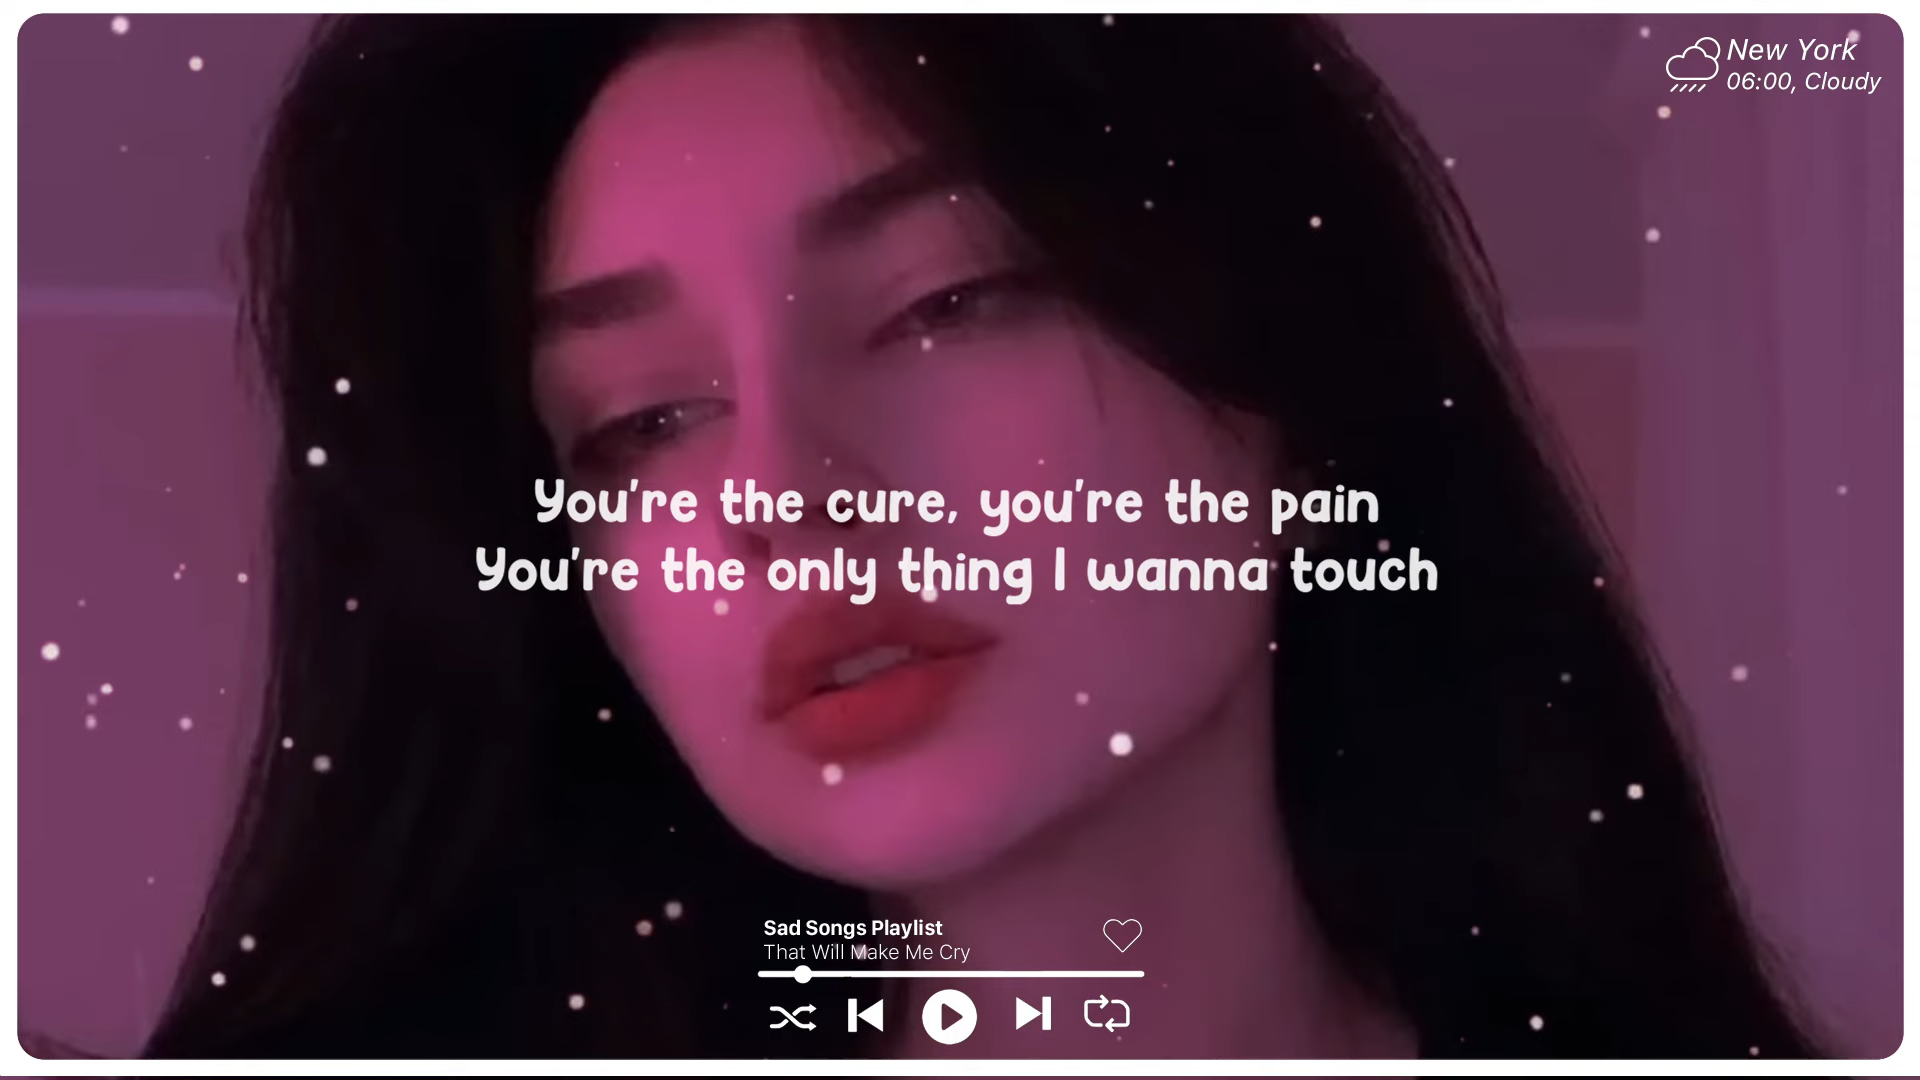 New York
06:00, Cloudy
You're the cure, you're the pain
You're the only thing I wanna touch
Sad Songs Playlist
That Will Make Me Cry